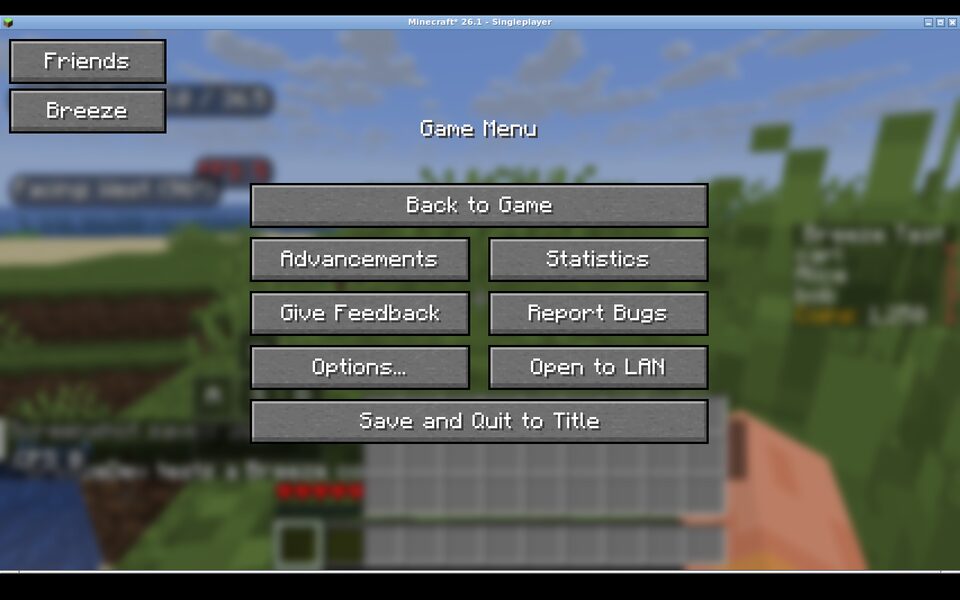 Minecraft* 26.1 - Singleplayer
Friends
Breeze
Game Menu
Back to Game
Advancements
Statistics
Give Feedback
Report Bugs
Options...
Open to LAN
Save and Quit to Title